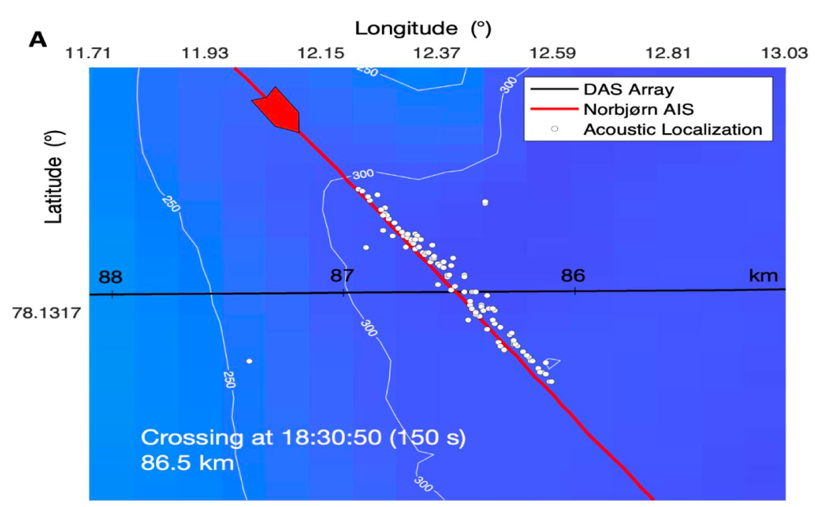 A
Longitude (°)
11.71 11.93 12.15 12.37 12.59 12.81 13.03
250
300
DAS Array
Norbjørn AIS
Acoustic Localization
Latitude (°)
300
250
88 87 86 km
78.1317
300
250
Crossing at 18:30:50 (150 s)
86.5 km
300